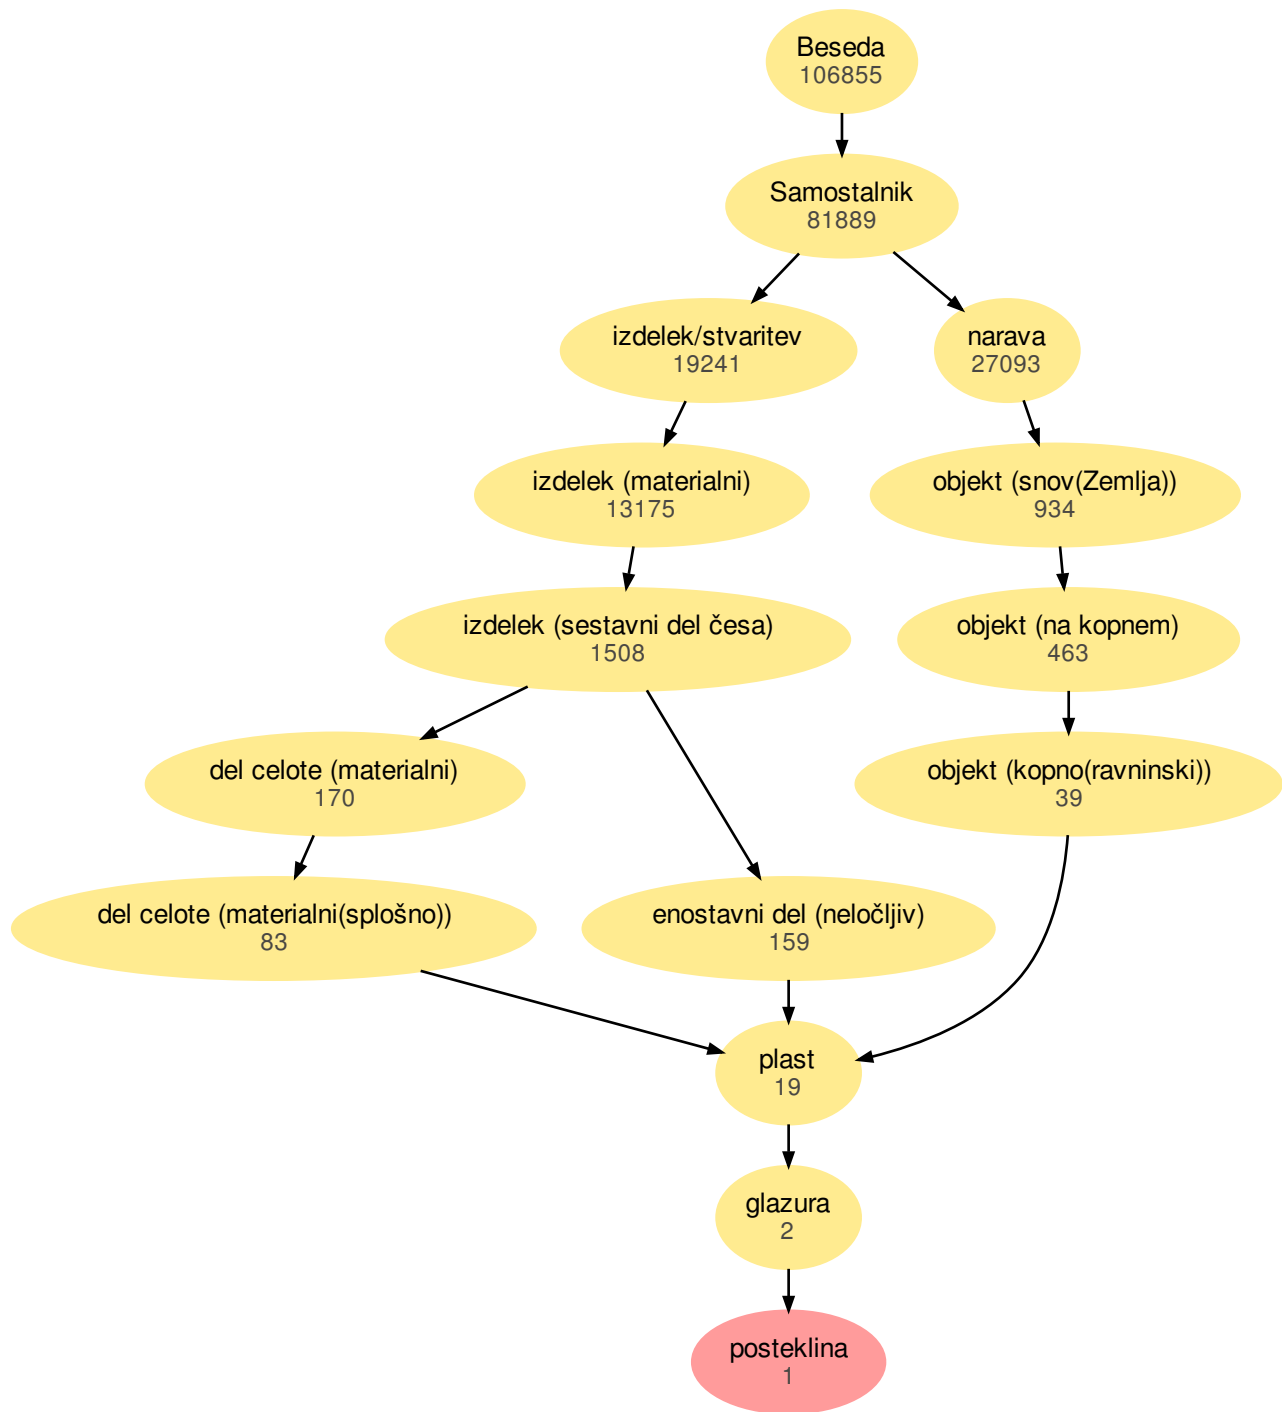 Beseda
106855
Samostalnik
81889
izdelek/stvaritev
19241
narava
27093
izdelek (materialni)
13175
objekt (snov(Zemlja))
934
izdelek (sestavni del česa)
1508
objekt (na kopnem)
463
del celote (materialni)
170
objekt (kopno(ravninski))
39
del celote (materialni(splošno))
83
enostavni del (neločljiv)
159
plast
19
glazura
2
posteklina
1